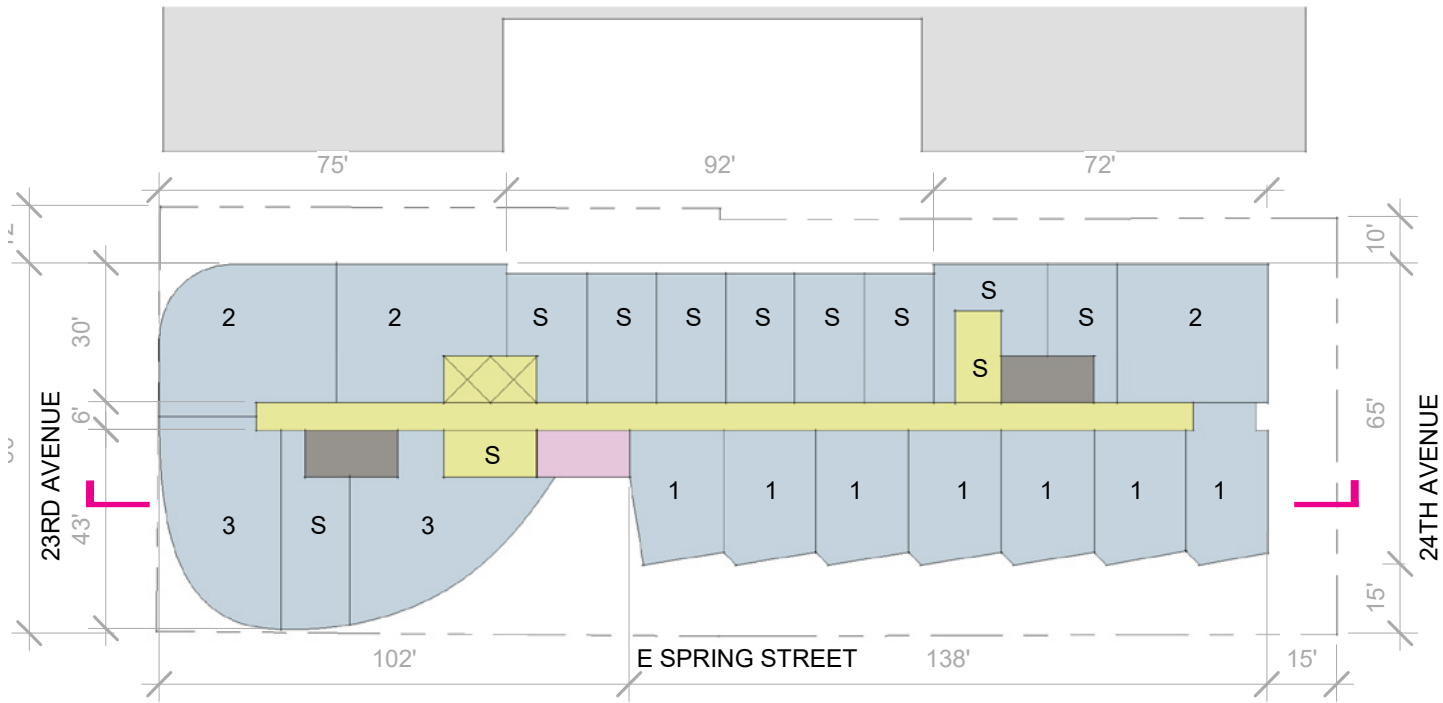 75' 92' 72'
10'
2 2 S S S S S S S S 2
30'
S
6'
65'
S
23RD AVENUE
24TH AVENUE
3 S 3 1 1 1 1 1 1 1
43'
15'
102' E SPRING STREET 138' 15'